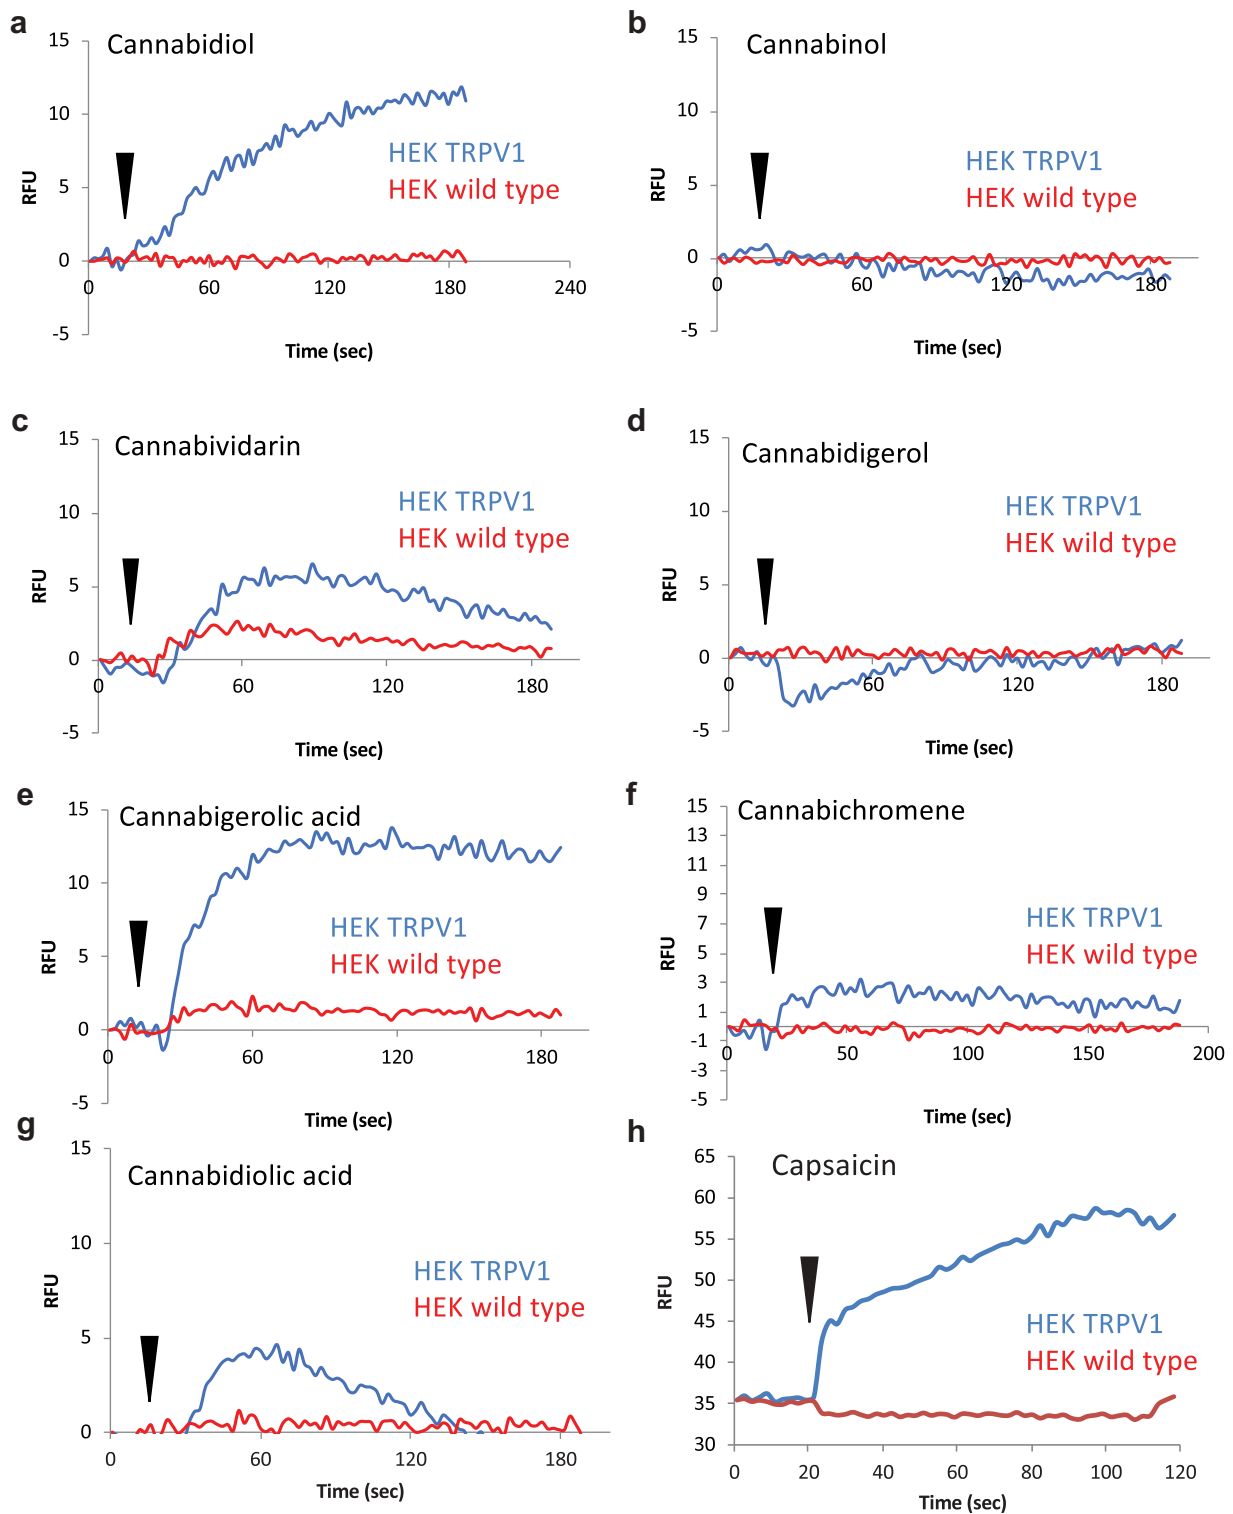 a
Cannabidiol
15
10
5
0
-5
RFU
HEK TRPV1
HEK wild type
0 60 120 180 240
Time (sec)
b
Cannabinol
15
10
5
0
-5
RFU
HEK TRPV1
HEK wild type
0 60 120 180
Time (sec)
c
Cannabividarin
15
10
5
0
-5
RFU
HEK TRPV1
HEK wild type
0 60 120 180
Time (sec)
d
Cannabidigerol
15
10
5
0
-5
RFU
HEK TRPV1
HEK wild type
0 60 120 180
Time (sec)
e
Cannabigerolic acid
15
10
5
0
-5
RFU
HEK TRPV1
HEK wild type
0 60 120 180
Time (sec)
f
Cannabichromene
15
13
11
9
7
5
3
1
-1
-3
-5
RFU
HEK TRPV1
HEK wild type
0 50 100 150 200
Time (sec)
g
Cannabidiolic acid
15
10
5
0
RFU
HEK TRPV1
HEK wild type
0 60 120 180
Time (sec)
h
Capsaicin
65
60
55
50
45
40
35
30
RFU
HEK TRPV1
HEK wild type
0 20 40 60 80 100 120
Time (sec)